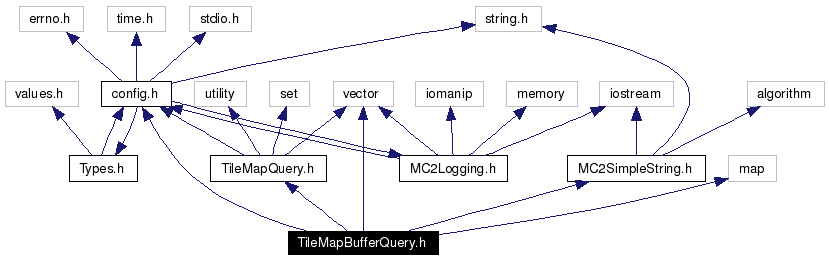 errno.h time.h stdio.h string.h
values.h config.h utility set vector iomanip memory iostream algorithm
Types.h TileMapQuery.h MC2Logging.h MC2SimpleString.h map
TileMapBufferQuery.h